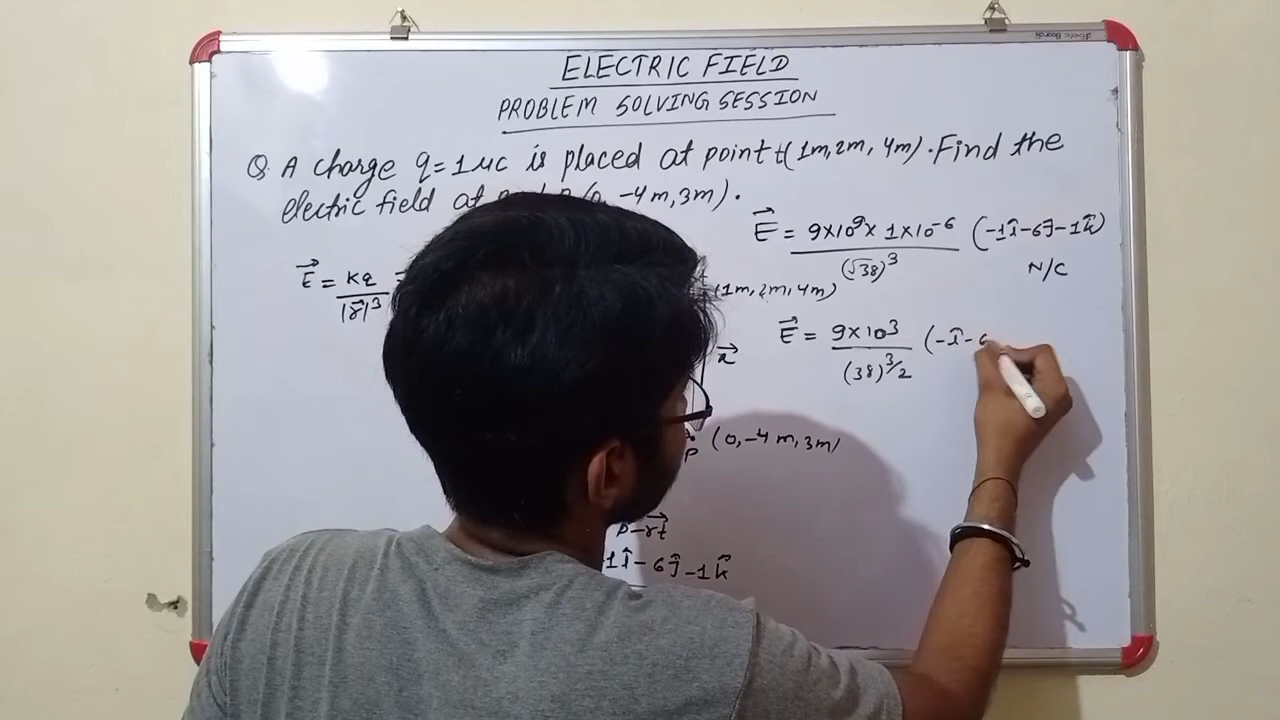 ELECTRIC FIELD
PROBLEM SOLVING SESSION
Q. A charge q=1μc is placed at point t(1m,2m, 4m). Find the
electric field at P(0, -4m,3m).
E⃗ = 9×10⁹× 1×10⁻⁶ (-1î-6ĵ-1k̂)
(√38)³
N/C
E⃗ = Kq
|r⃗|³
(1m, 2m, 4m)
E⃗ = 9×10³ (-î-6
(38)^3/2
r⃗
P (0, -4m, 3m)
1î-6ĵ-1k̂